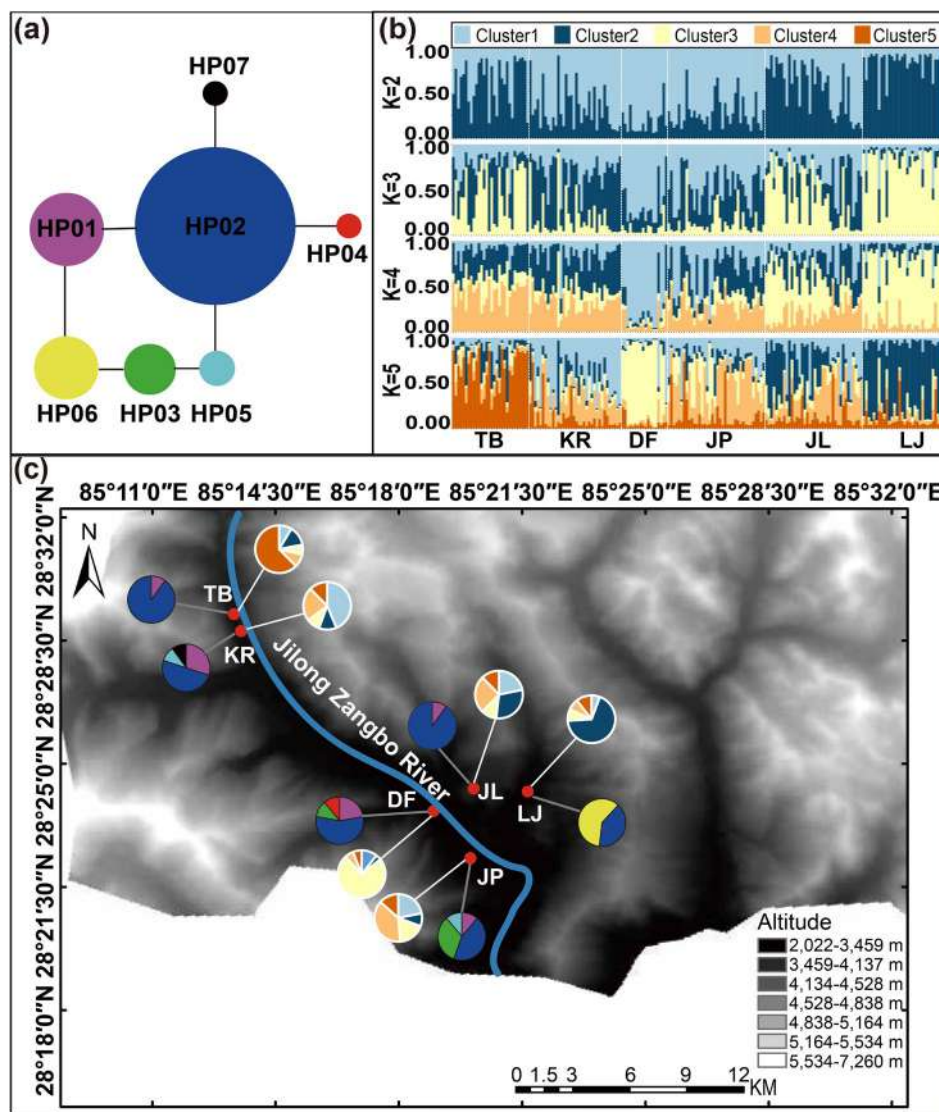 (a)
HP07
HP01
HP02
HP04
HP06
HP03
HP05
(b)
Cluster1 Cluster2 Cluster3 Cluster4 Cluster5
K=2
1.00
0.50
0.00
K=3
1.00
0.50
0.00
K=4
1.00
0.50
0.00
K=5
1.00
0.50
0.00
TB KR DF JP JL LJ
(c)
85°11'0"E 85°14'30"E 85°18'0"E 85°21'30"E 85°25'0"E 85°28'30"E 85°32'0"E
28°32'0"N
28°30'0"N
28°28'30"N
28°25'0"N
28°21'30"N
28°18'0"N
N
TB
KR
Jilong Zangbo River
JL
LJ
DF
JP
Altitude
2,022-3,459 m
3,459-4,137 m
4,134-4,528 m
4,528-4,838 m
4,838-5,164 m
5,164-5,534 m
5,534-7,260 m
0 1.5 3 6 9 12
KM